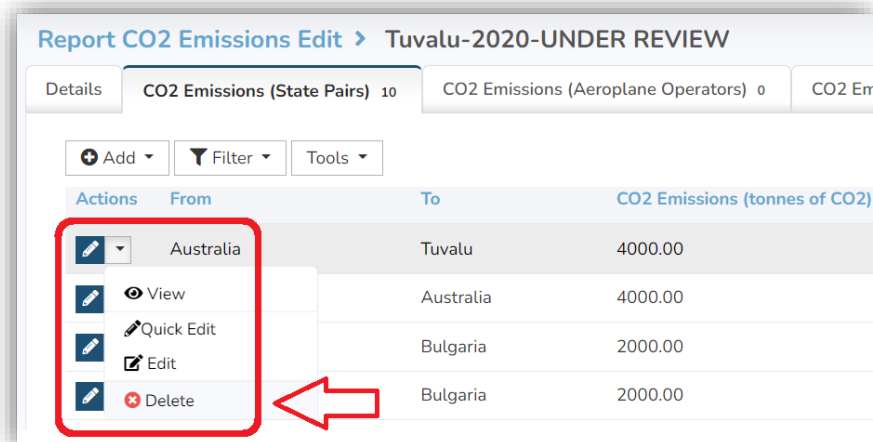 Report CO2 Emissions Edit > Tuvalu-2020-UNDER REVIEW
Details CO2 Emissions (State Pairs) 10 CO2 Emissions (Aeroplane Operators) 0 CO2 Em
Add Filter Tools
Actions From To CO2 Emissions (tonnes of CO2)
Australia Tuvalu 4000.00
View Australia 4000.00
Quick Edit
Bulgaria 2000.00
Edit
Delete Bulgaria 2000.00